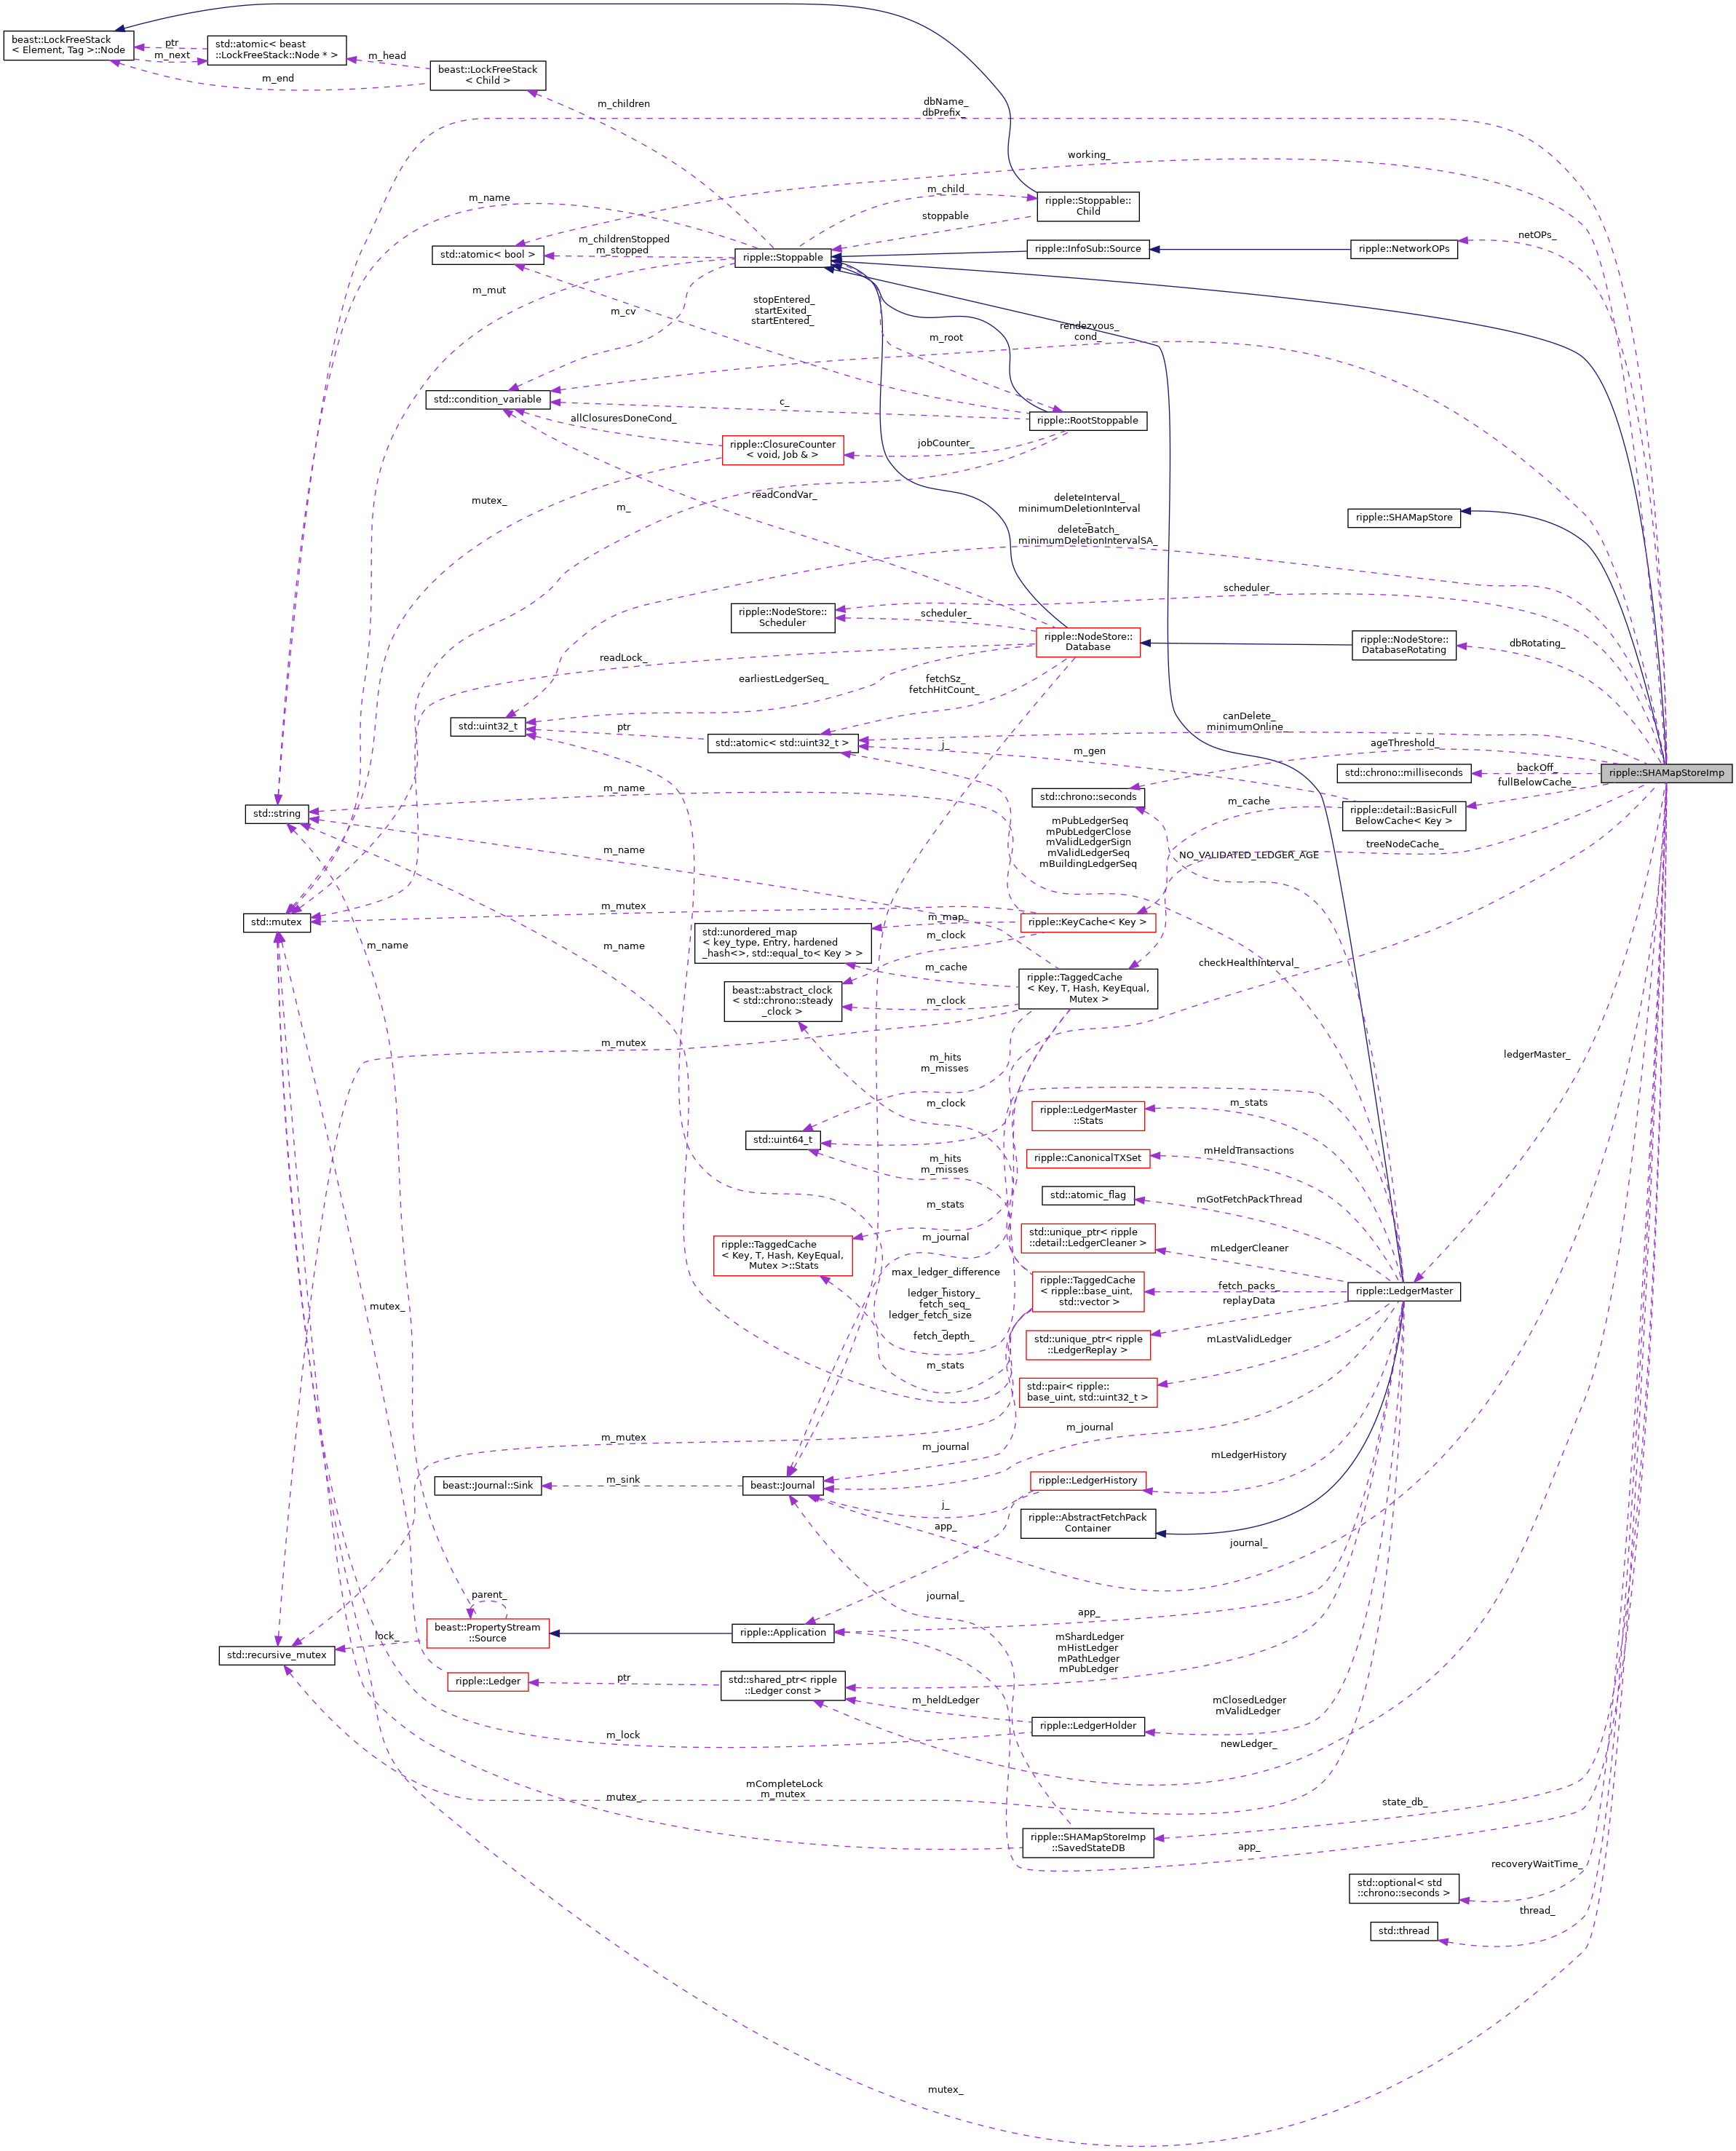 beast::LockFreeStack
< Element, Tag >::Node
ptr
m_next
std::atomic< beast
::LockFreeStack::Node * >
m_head
m_end
beast::LockFreeStack
< Child >
m_children
dbName_
dbPrefix_
working_
m_name
m_child
stoppable
ripple::Stoppable::
Child
m_childrenStopped
m_stopped
std::atomic< bool >
ripple::Stoppable
ripple::InfoSub::Source
ripple::NetworkOPs
netOPs_
m_mut
m_cv
stopEntered_
startExited_
startEntered_
m_root
rendezvous_
cond_
std::condition_variable
c_
ripple::RootStoppable
allClosuresDoneCond_
ripple::ClosureCounter
< void, Job & >
jobCounter_
mutex_
m_
readCondVar_
deleteInterval_
minimumDeletionInterval
_
deleteBatch_
minimumDeletionIntervalSA_
ripple::SHAMapStore
scheduler_
ripple::NodeStore::
Scheduler
scheduler_
ripple::NodeStore::
Database
ripple::NodeStore::
DatabaseRotating
dbRotating_
readLock_
earliestLedgerSeq_
fetchSz_
fetchHitCount_
std::uint32_t
ptr
std::atomic< std::uint32_t >
j_
canDelete_
minimumOnline_
m_gen
ageThreshold_
std::chrono::milliseconds
backOff_
ripple::SHAMapStoreImp
fullBelowCache_
std::chrono::seconds
m_cache
ripple::detail::BasicFull
BelowCache< Key >
std::string
m_name
m_name
mPubLedgerSeq
mPubLedgerClose
mValidLedgerSign
mValidLedgerSeq
mBuildingLedgerSeq
NO_VALIDATED_LEDGER_AGE
treeNodeCache_
std::mutex
m_mutex
m_name
m_name
ripple::KeyCache< Key >
m_map
m_clock
std::unordered_map
< key_type, Entry, hardened
_hash<>, std::equal_to< Key > >
m_cache
checkHealthInterval_
beast::abstract_clock
< std::chrono::steady
_clock >
m_clock
ripple::TaggedCache
< Key, T, Hash, KeyEqual,
Mutex >
m_mutex
m_hits
m_misses
ledgerMaster_
m_clock
ripple::LedgerMaster
::Stats
m_stats
std::uint64_t
m_hits
m_misses
ripple::CanonicalTXSet
mHeldTransactions
std::atomic_flag
mGotFetchPackThread
m_stats
ripple::TaggedCache
< Key, T, Hash, KeyEqual,
Mutex >::Stats
m_journal
std::unique_ptr< ripple
::detail::LedgerCleaner >
mLedgerCleaner
max_ledger_difference
_
ledger_history_
fetch_seq_
ledger_fetch_size
_
fetch_depth_
ripple::TaggedCache
< ripple::base_uint,
std::vector >
fetch_packs_
ripple::LedgerMaster
replayData
mutex_
std::unique_ptr< ripple
::LedgerReplay >
mLastValidLedger
m_stats
std::pair< ripple::
base_uint, std::uint32_t >
m_mutex
m_journal
m_journal
mLedgerHistory
beast::Journal::Sink
m_sink
beast::Journal
ripple::LedgerHistory
j_
app_
ripple::AbstractFetchPack
Container
journal_
parent_
journal_
beast::PropertyStream
::Source
ripple::Application
app_
lock_
std::recursive_mutex
mShardLedger
mHistLedger
mPathLedger
mPubLedger
ripple::Ledger
ptr
std::shared_ptr< ripple
::Ledger const >
m_heldLedger
ripple::LedgerHolder
mClosedLedger
mValidLedger
m_lock
newLedger_
mCompleteLock
m_mutex
mutex_
state_db_
ripple::SHAMapStoreImp
::SavedStateDB
app_
recoveryWaitTime_
std::optional< std
::chrono::seconds >
thread_
std::thread
mutex_